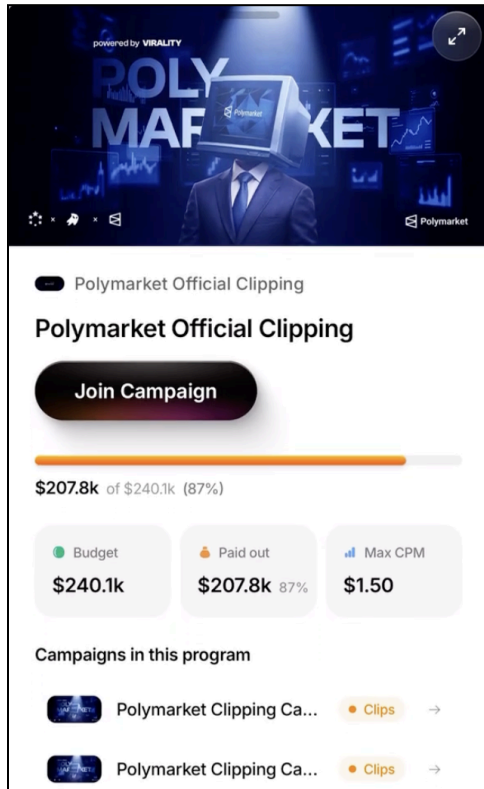 powered by VIRALITY
POLY
MARKET
Polymarket
Polymarket
Polymarket Official Clipping
Polymarket Official Clipping
Join Campaign
$207.8k of $240.1k (87%)
Budget
$240.1k
Paid out
$207.8k 87%
Max CPM
$1.50
Campaigns in this program
Polymarket Clipping Ca...
Clips
Polymarket Clipping Ca...
Clips